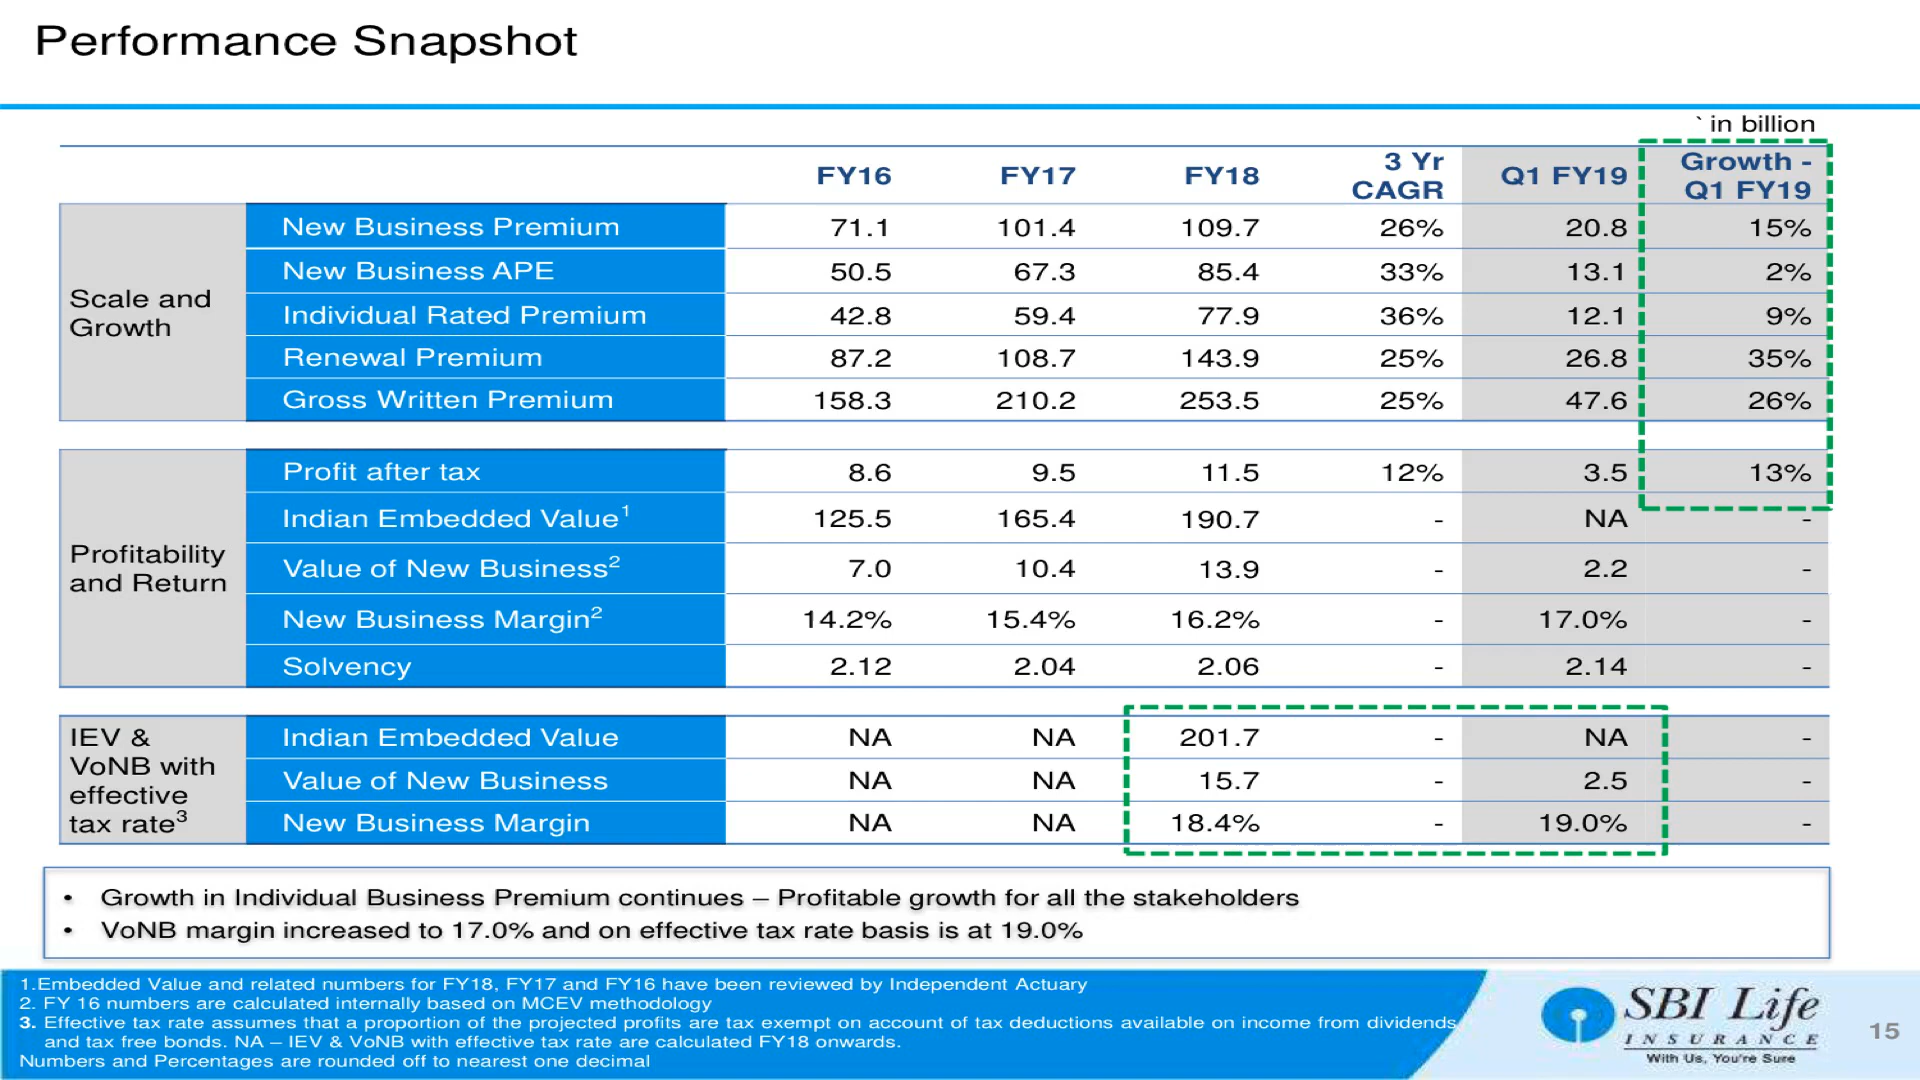 Performance Snapshot
` in billion
FY16 FY17 FY18 3 Yr CAGR Q1 FY19 Growth - Q1 FY19
Scale and Growth
New Business Premium 71.1 101.4 109.7 26% 20.8 15%
New Business APE 50.5 67.3 85.4 33% 13.1 2%
Individual Rated Premium 42.8 59.4 77.9 36% 12.1 9%
Renewal Premium 87.2 108.7 143.9 25% 26.8 35%
Gross Written Premium 158.3 210.2 253.5 25% 47.6 26%
Profitability and Return
Profit after tax 8.6 9.5 11.5 12% 3.5 13%
Indian Embedded Value¹ 125.5 165.4 190.7 - NA -
Value of New Business² 7.0 10.4 13.9 - 2.2 -
New Business Margin² 14.2% 15.4% 16.2% - 17.0% -
Solvency 2.12 2.04 2.06 - 2.14 -
IEV & VoNB with effective tax rate³
Indian Embedded Value NA NA 201.7 - NA -
Value of New Business NA NA 15.7 - 2.5 -
New Business Margin NA NA 18.4% - 19.0% -
• Growth in Individual Business Premium continues – Profitable growth for all the stakeholders
• VoNB margin increased to 17.0% and on effective tax rate basis is at 19.0%
1.Embedded Value and related numbers for FY18, FY17 and FY16 have been reviewed by Independent Actuary
2. FY 16 numbers are calculated internally based on MCEV methodology
3. Effective tax rate assumes that a proportion of the projected profits are tax exempt on account of tax deductions available on income from dividends
and tax free bonds. NA – IEV & VoNB with effective tax rate are calculated FY18 onwards.
Numbers and Percentages are rounded off to nearest one decimal
SBI Life
INSURANCE
With Us, You're Sure
15